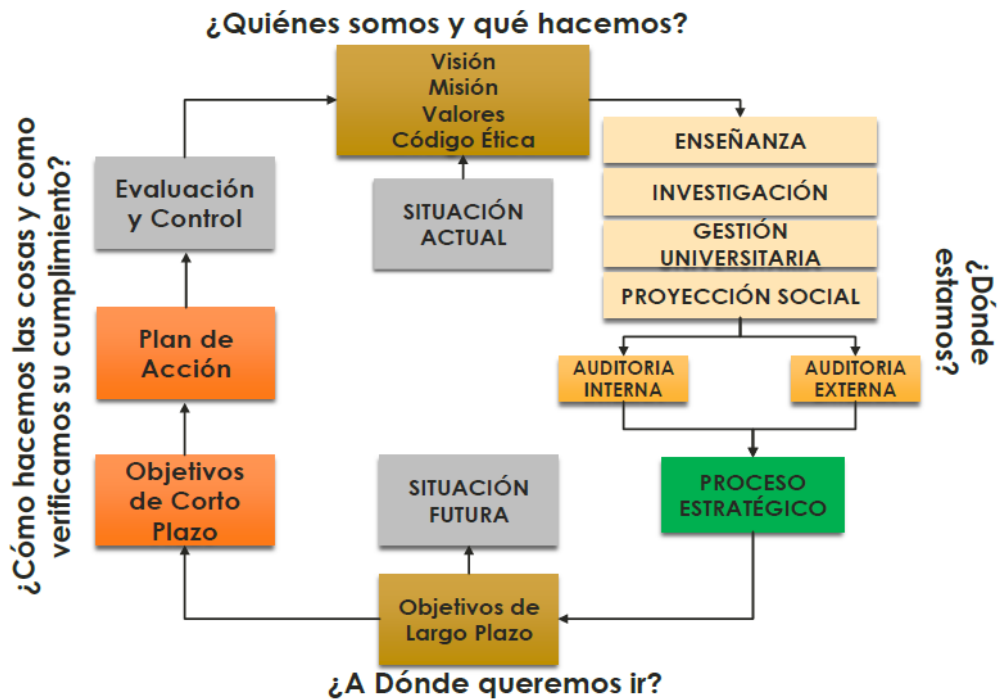 ¿Quiénes somos y qué hacemos?
Visión
Misión
Valores
Código Ética
SITUACIÓN
ACTUAL
ENSEÑANZA
INVESTIGACIÓN
GESTIÓN
UNIVERSITARIA
PROYECCIÓN SOCIAL
¿Dónde
estamos?
AUDITORIA
INTERNA
AUDITORIA
EXTERNA
PROCESO
ESTRATÉGICO
SITUACIÓN
FUTURA
Objetivos de
Largo Plazo
¿A Dónde queremos ir?
Objetivos
de Corto
Plazo
Plan de
Acción
Evaluación
y Control
¿Cómo hacemos las cosas y como
verificamos su cumplimiento?